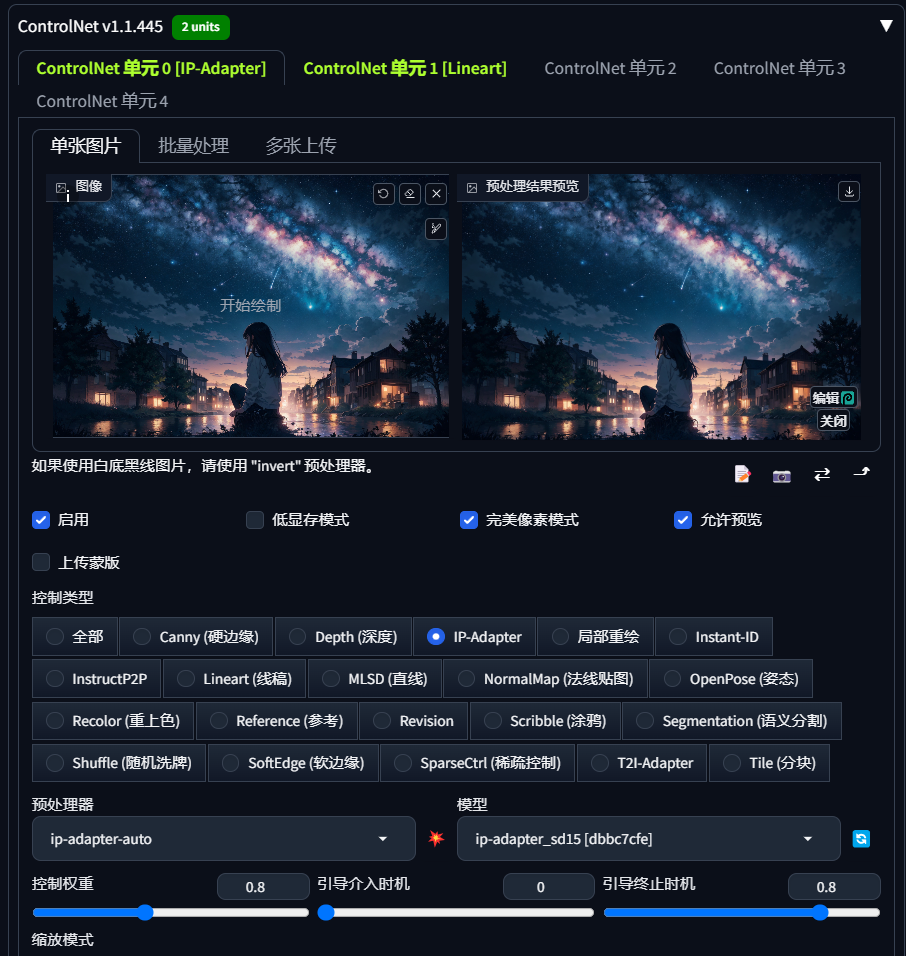 ControlNet v1.1.445 2 units ▼
ControlNet 单元 0 [IP-Adapter] ControlNet 单元 1 [Lineart] ControlNet 单元 2 ControlNet 单元 3
ControlNet 单元 4
单张图片 批量处理 多张上传
图像 预处理结果预览
开始绘制
编辑
关闭
如果使用白底黑线图片，请使用 "invert" 预处理器。
启用 低显存模式 完美像素模式 允许预览
上传蒙版
控制类型
全部 Canny (硬边缘) Depth (深度) IP-Adapter 局部重绘 Instant-ID
InstructP2P Lineart (线稿) MLSD (直线) NormalMap (法线贴图) OpenPose (姿态)
Recolor (重上色) Reference (参考) Revision Scribble (涂鸦) Segmentation (语义分割)
Shuffle (随机洗牌) SoftEdge (软边缘) SparseCtrl (稀疏控制) T2I-Adapter Tile (分块)
预处理器 模型
ip-adapter-auto ip-adapter_sd15 [dbbc7cfe]
控制权重 0.8 引导介入时机 0 引导终止时机 0.8
缩放模式